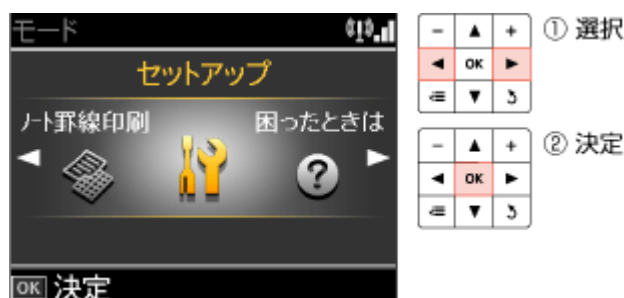 モード
セットアップ
ノート罫線印刷
困ったときは
?
OK 決定
① 選択
- ▲ +
◀ OK ▶
▼
② 決定
- ▲ +
◀ OK ▶
▼